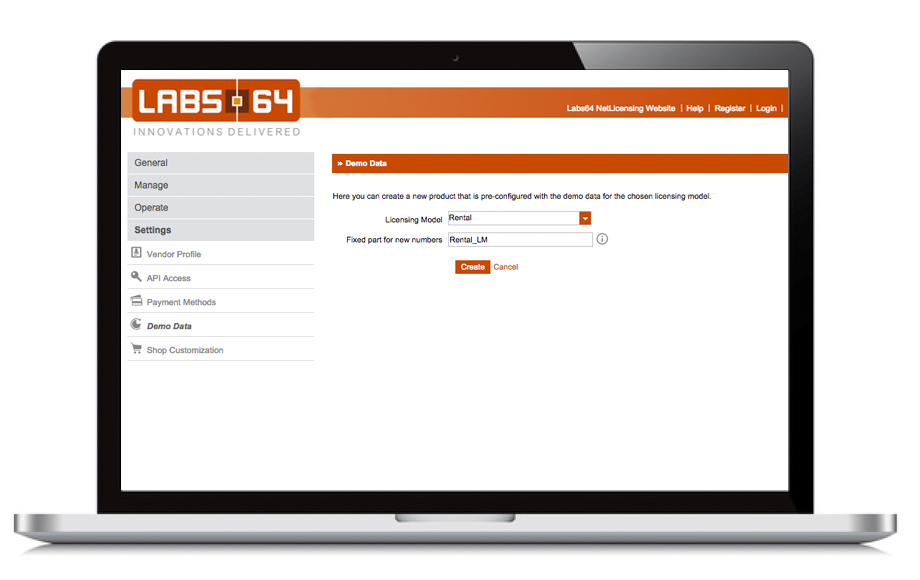 LABS 64
INNOVATIONS DELIVERED
Labs64 NetLicensing Website | Help | Register | Login |
General
Manage
Operate
Settings
Vendor Profile
API Access
Payment Methods
Demo Data
Shop Customization
» Demo Data
Here you can create a new product that is pre-configured with the demo data for the chosen licensing model.
Licensing Model Rental
Fixed part for new numbers Rental_LM
Create Cancel